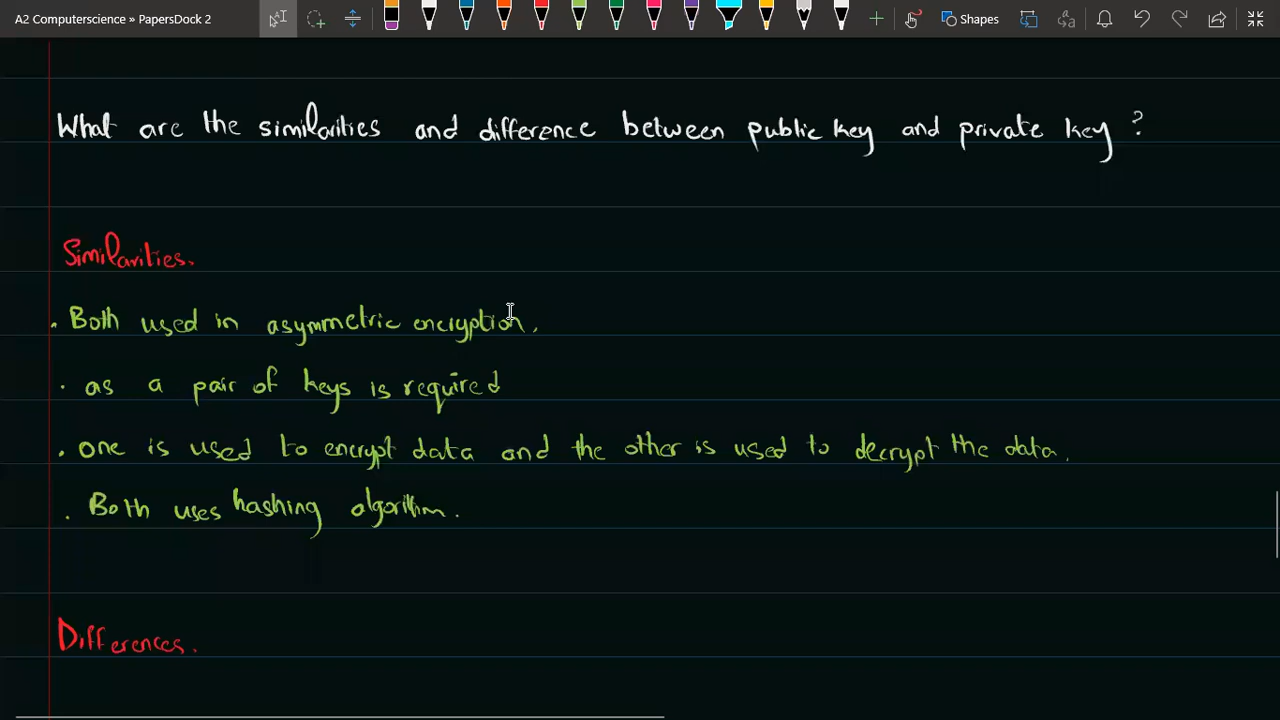 A2 Computerscience » PapersDock 2
Shapes
What are the similarities and difference between public key and private key ?
Similarities.
. Both used in asymmetric encryption.
. as a pair of keys is required
. one is used to encrypt data and the other is used to decrypt the data.
. Both uses hashing algorithm.
Differences.